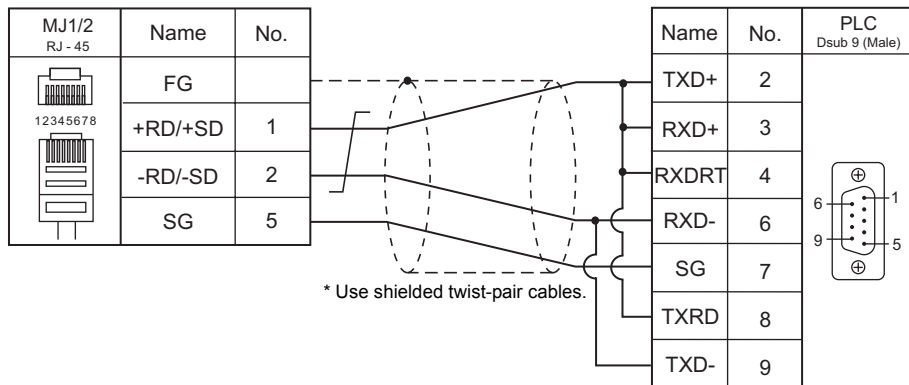 MJ1/2
RJ - 45
Name
No.
FG
12345678
+RD/+SD
1
-RD/-SD
2
SG
5
* Use shielded twist-pair cables.
Name
No.
PLC
Dsub 9 (Male)
TXD+
2
RXD+
3
RXDRT
4
RXD-
6
SG
7
TXRD
8
TXD-
9
6
1
9
5